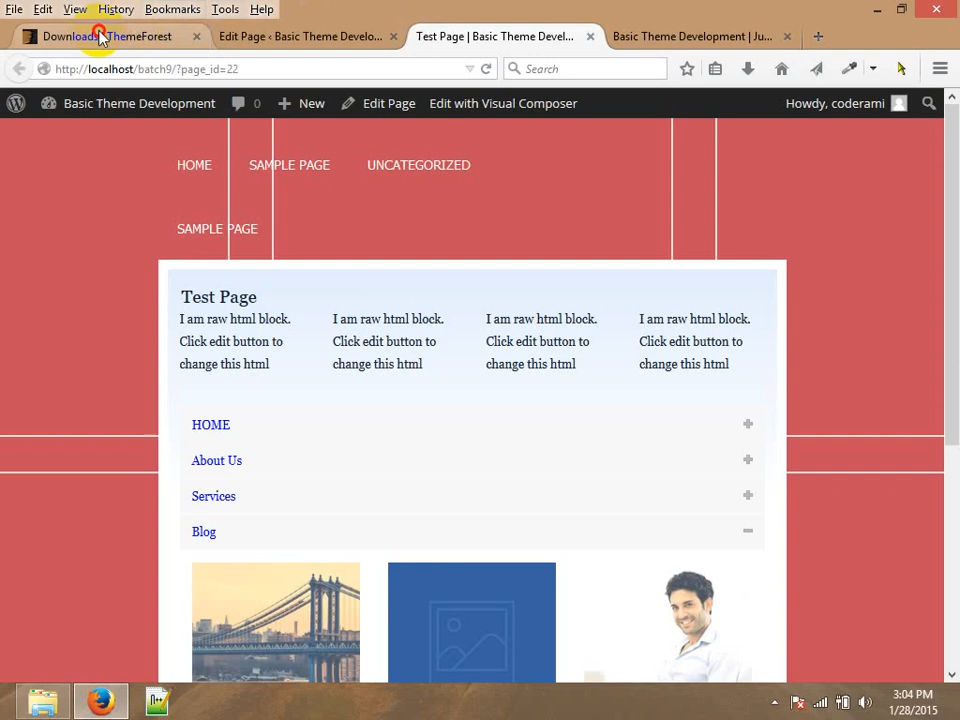 File Edit View History Bookmarks Tools Help
Downloads | ThemeForest
Edit Page ‹ Basic Theme Develo...
Test Page | Basic Theme Devel...
Basic Theme Development | Ju...
http://localhost/batch9/?page_id=22
Search
Basic Theme Development 0 New Edit Page Edit with Visual Composer Howdy, coderami
HOME SAMPLE PAGE UNCATEGORIZED
SAMPLE PAGE
Test Page
I am raw html block. I am raw html block. I am raw html block. I am raw html block.
Click edit button to Click edit button to Click edit button to Click edit button to
change this html change this html change this html change this html
HOME
About Us
Services
Blog
3:04 PM
1/28/2015